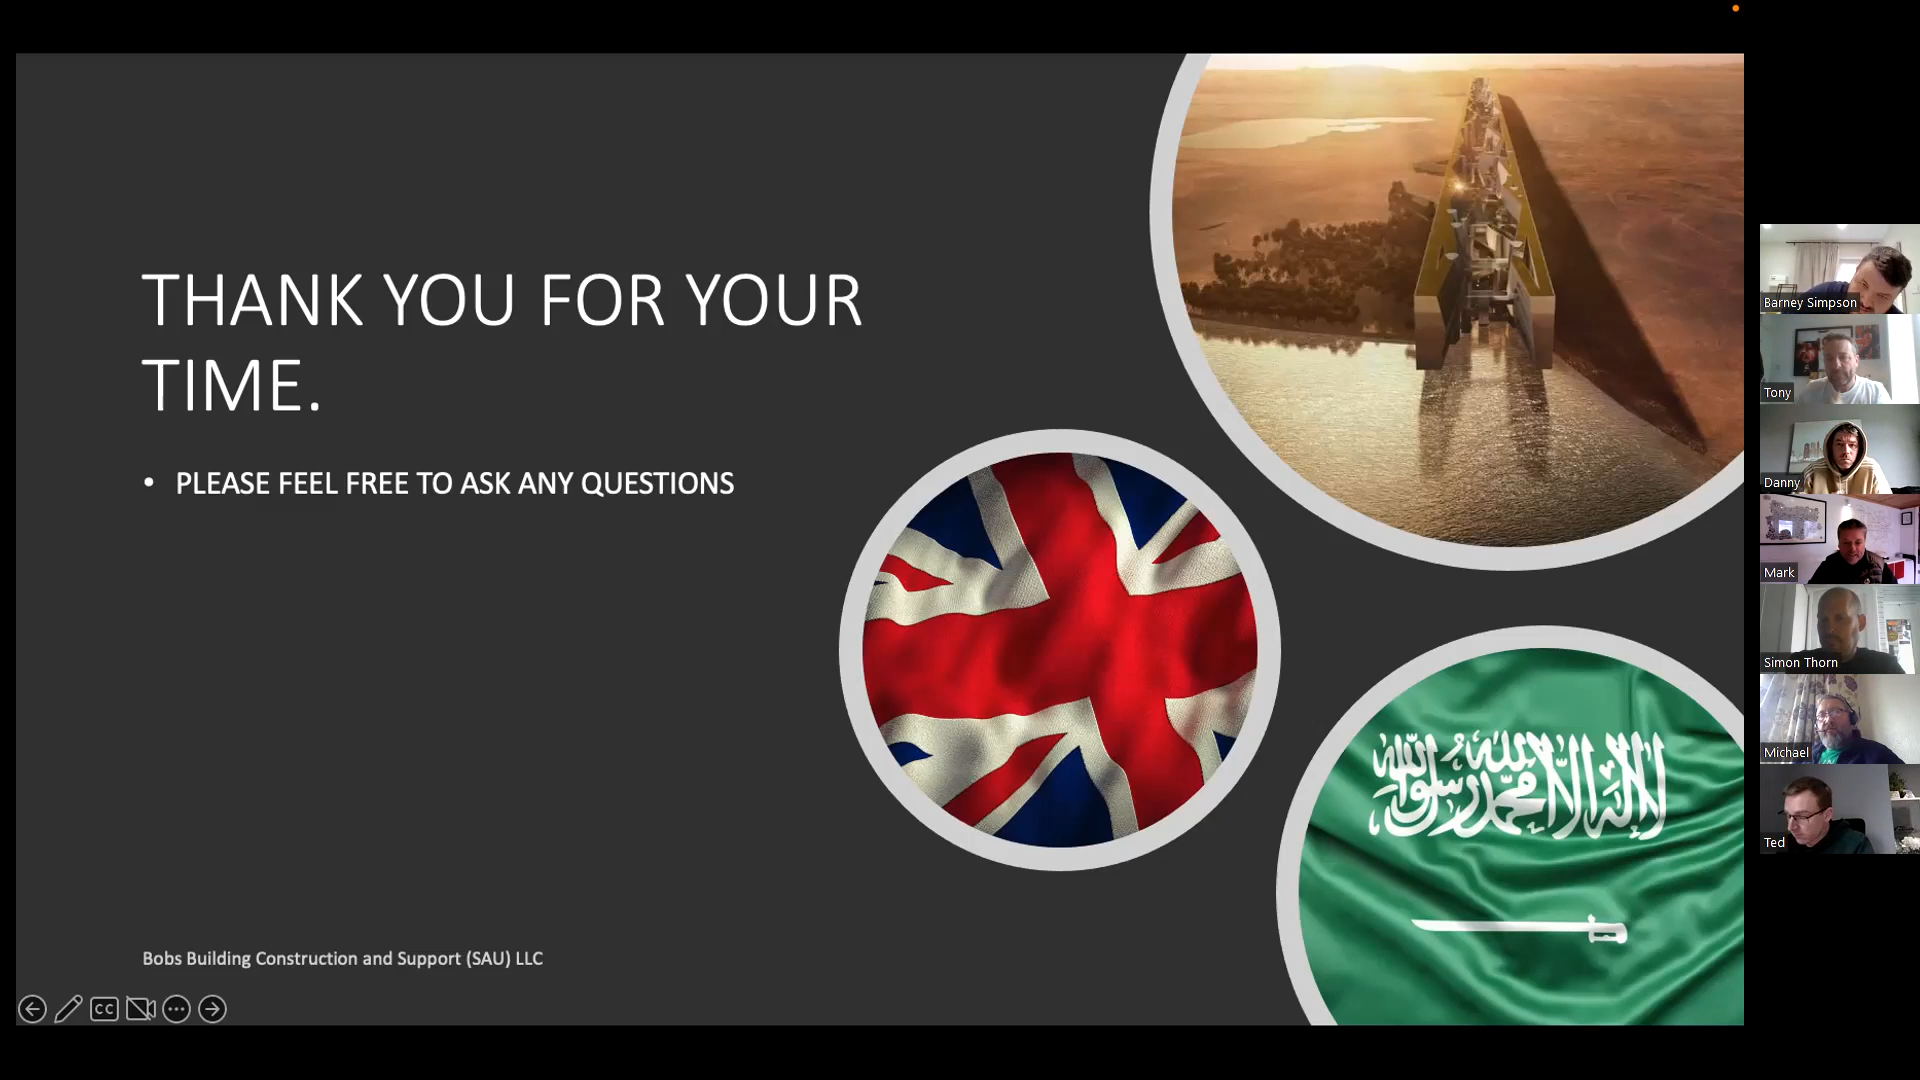 THANK YOU FOR YOUR
TIME.
• PLEASE FEEL FREE TO ASK ANY QUESTIONS
لا إله إلا الله محمد رسول الله
Bobs Building Construction and Support (SAU) LLC
CC
Barney Simpson
Tony
Danny
Mark
Simon Thorn
Michael
Ted